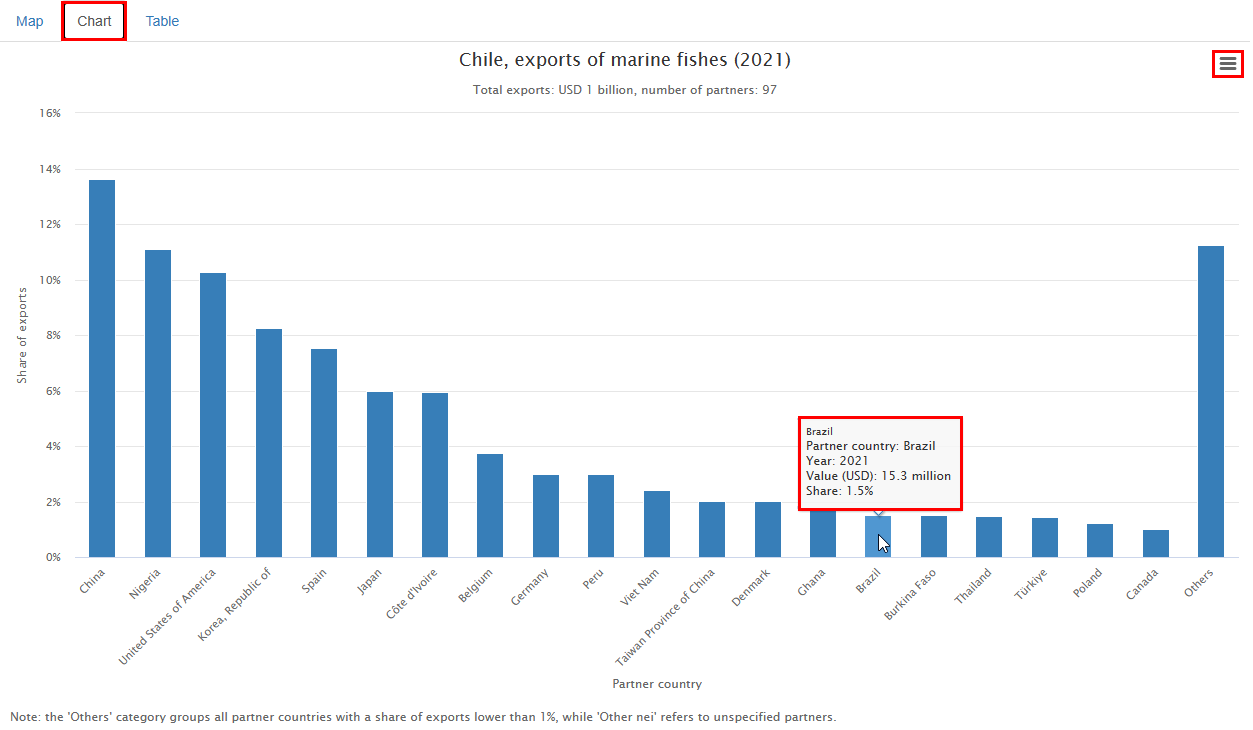 Map Chart Table
Chile, exports of marine fishes (2021)
Total exports: USD 1 billion, number of partners: 97
16%
14%
12%
10%
8%
6%
4%
2%
0%
Share of exports
Brazil
Partner country: Brazil
Year: 2021
Value (USD): 15.3 million
Share: 1.5%
China
Nigeria
United States of America
Korea, Republic of
Spain
Japan
Côte d'Ivoire
Belgium
Germany
Peru
Viet Nam
Taiwan Province of China
Denmark
Ghana
Brazil
Burkina Faso
Thailand
Türkiye
Poland
Canada
Others
Partner country
Note: the 'Others' category groups all partner countries with a share of exports lower than 1%, while 'Other nei' refers to unspecified partners.